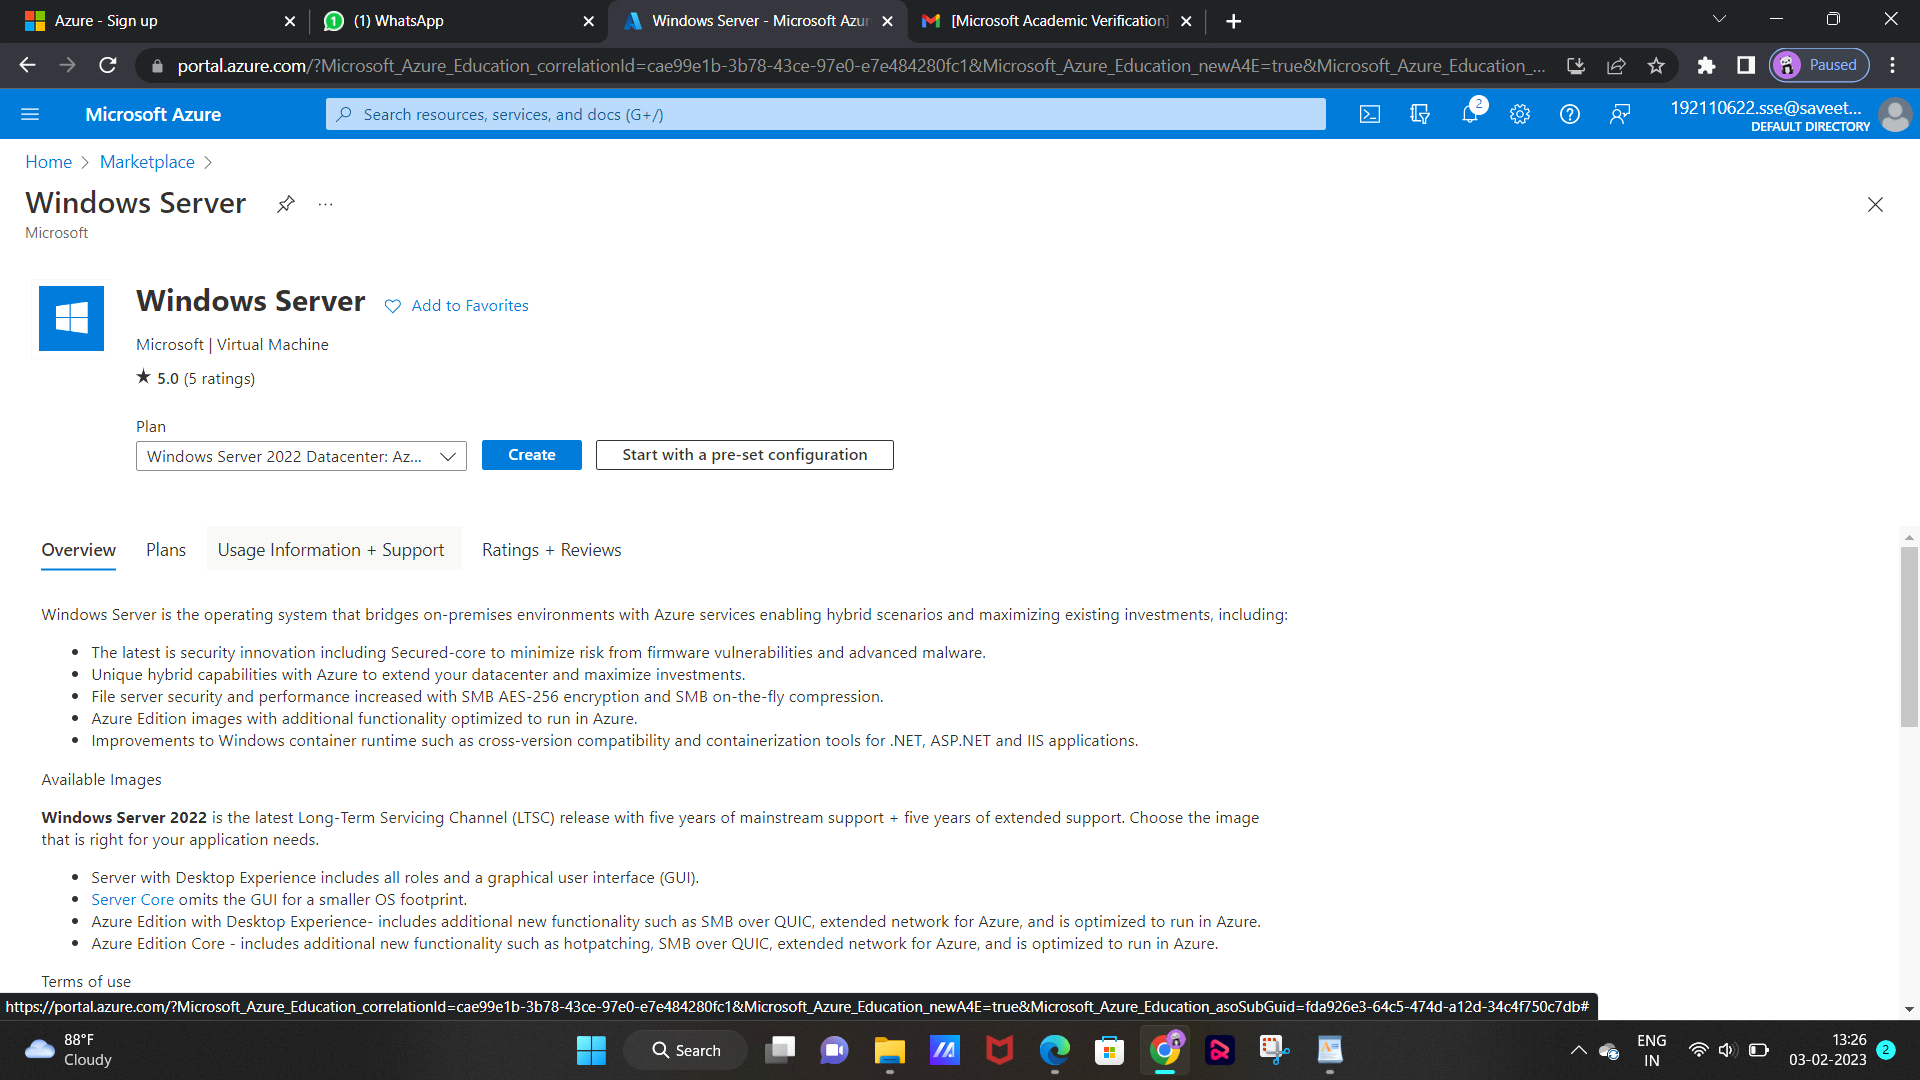 Azure - Sign up
(1) WhatsApp
Windows Server - Microsoft Azur
[Microsoft Academic Verification]
portal.azure.com/?Microsoft_Azure_Education_correlationId=cae99e1b-3b78-43ce-97e0-e7e484280fc1&Microsoft_Azure_Education_newA4E=true&Microsoft_Azure_Education_...
Paused
Microsoft Azure
Search resources, services, and docs (G+/)
2
192110622.sse@saveet...
DEFAULT DIRECTORY
Home > Marketplace >
Windows Server
...
Microsoft
Windows Server
Add to Favorites
Microsoft | Virtual Machine
★ 5.0 (5 ratings)
Plan
Windows Server 2022 Datacenter: Az...
Create
Start with a pre-set configuration
Overview
Plans
Usage Information + Support
Ratings + Reviews
Windows Server is the operating system that bridges on-premises environments with Azure services enabling hybrid scenarios and maximizing existing investments, including:
• The latest is security innovation including Secured-core to minimize risk from firmware vulnerabilities and advanced malware.
• Unique hybrid capabilities with Azure to extend your datacenter and maximize investments.
• File server security and performance increased with SMB AES-256 encryption and SMB on-the-fly compression.
• Azure Edition images with additional functionality optimized to run in Azure.
• Improvements to Windows container runtime such as cross-version compatibility and containerization tools for .NET, ASP.NET and IIS applications.
Available Images
Windows Server 2022 is the latest Long-Term Servicing Channel (LTSC) release with five years of mainstream support + five years of extended support. Choose the image
that is right for your application needs.
• Server with Desktop Experience includes all roles and a graphical user interface (GUI).
• Server Core omits the GUI for a smaller OS footprint.
• Azure Edition with Desktop Experience- includes additional new functionality such as SMB over QUIC, extended network for Azure, and is optimized to run in Azure.
• Azure Edition Core - includes additional new functionality such as hotpatching, SMB over QUIC, extended network for Azure, and is optimized to run in Azure.
Terms of use
https://portal.azure.com/?Microsoft_Azure_Education_correlationId=cae99e1b-3b78-43ce-97e0-e7e484280fc1&Microsoft_Azure_Education_newA4E=true&Microsoft_Azure_Education_asoSubGuid=fda926e3-64c5-474d-a12d-34c4f750c7db#
88°F
Cloudy
Search
ENG
IN
13:26
03-02-2023
2